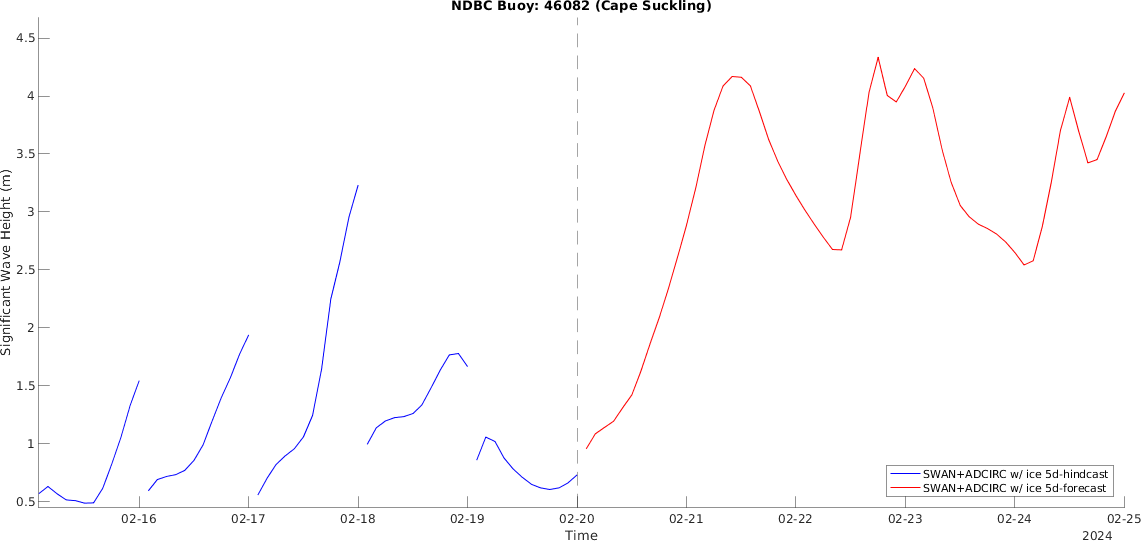 NDBC Buoy: 46082 (Cape Suckling)
Significant Wave Height (m)
4.5
4
3.5
3
2.5
2
1.5
1
0.5
SWAN+ADCIRC w/ ice 5d-hindcast
SWAN+ADCIRC w/ ice 5d-forecast
02-16 02-17 02-18 02-19 02-20 02-21 02-22 02-23 02-24 02-25
Time
2024